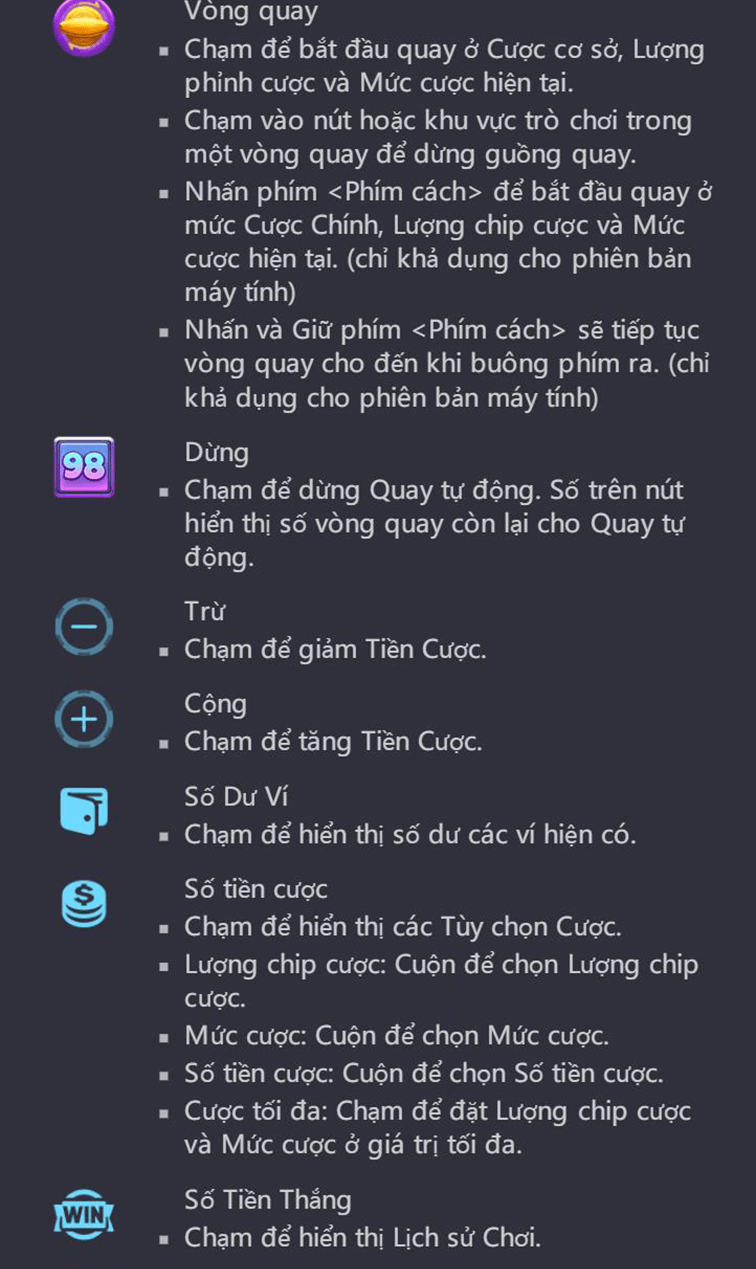 Vòng quay
▪ Chạm để bắt đầu quay ở Cược cơ sở, Lượng
phỉnh cược và Mức cược hiện tại.
▪ Chạm vào nút hoặc khu vực trò chơi trong
một vòng quay để dừng guồng quay.
▪ Nhấn phím <Phím cách> để bắt đầu quay ở
mức Cược Chính, Lượng chip cược và Mức
cược hiện tại. (chỉ khả dụng cho phiên bản
máy tính)
▪ Nhấn và Giữ phím <Phím cách> sẽ tiếp tục
vòng quay cho đến khi buông phím ra. (chỉ
khả dụng cho phiên bản máy tính)
98 Dừng
▪ Chạm để dừng Quay tự động. Số trên nút
hiển thị số vòng quay còn lại cho Quay tự
động.
Trừ
▪ Chạm để giảm Tiền Cược.
Cộng
▪ Chạm để tăng Tiền Cược.
Số Dư Ví
▪ Chạm để hiển thị số dư các ví hiện có.
$ Số tiền cược
▪ Chạm để hiển thị các Tùy chọn Cược.
▪ Lượng chip cược: Cuộn để chọn Lượng chip
cược.
▪ Mức cược: Cuộn để chọn Mức cược.
▪ Số tiền cược: Cuộn để chọn Số tiền cược.
▪ Cược tối đa: Chạm để đặt Lượng chip cược
và Mức cược ở giá trị tối đa.
WIN Số Tiền Thắng
▪ Chạm để hiển thị Lịch sử Chơi.